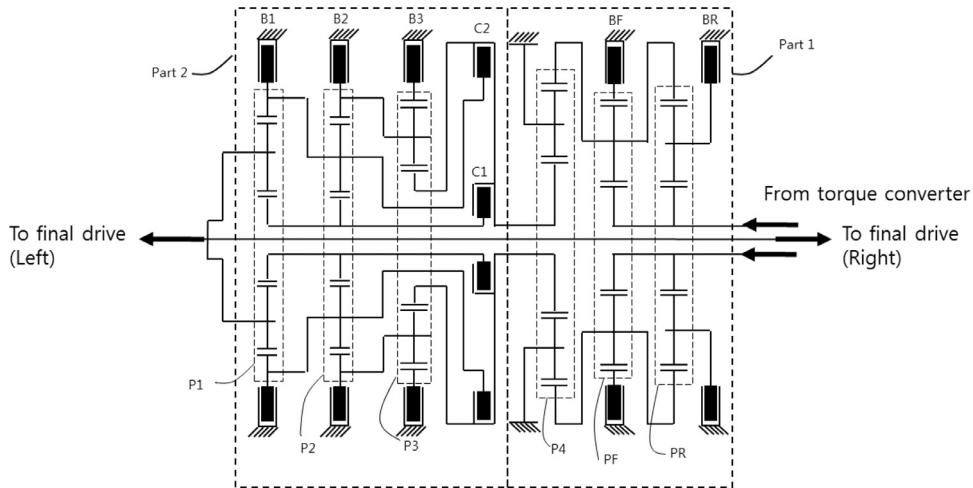 B1
B2
B3
C2
BF
BR
Part 2
Part 1
C1
From torque converter
To final drive
(Left)
To final drive
(Right)
P1
P2
P3
P4
PF
PR